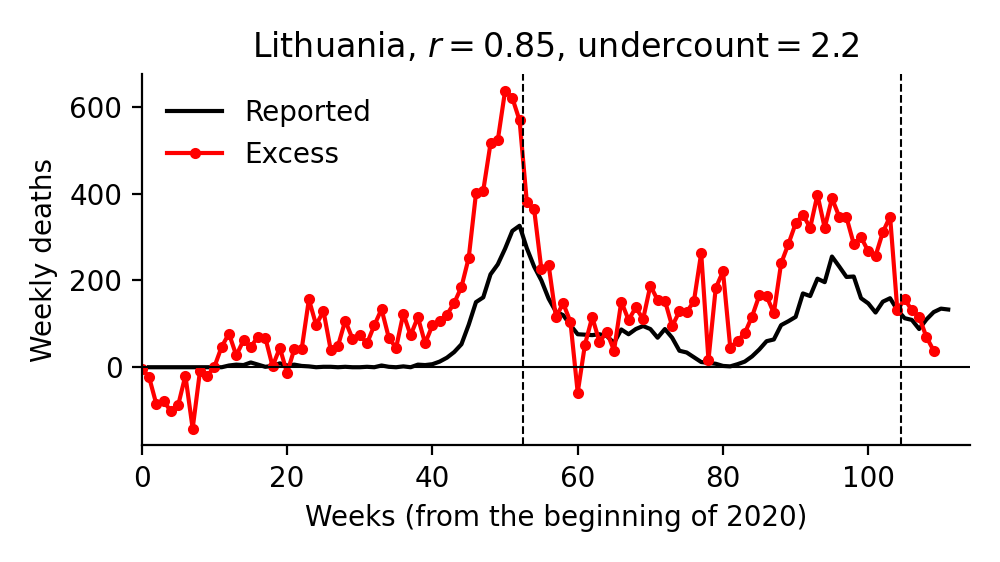 Lithuania, r = 0.85, undercount = 2.2
Reported
Excess
Weekly deaths
600
400
200
0
0 20 40 60 80 100
Weeks (from the beginning of 2020)